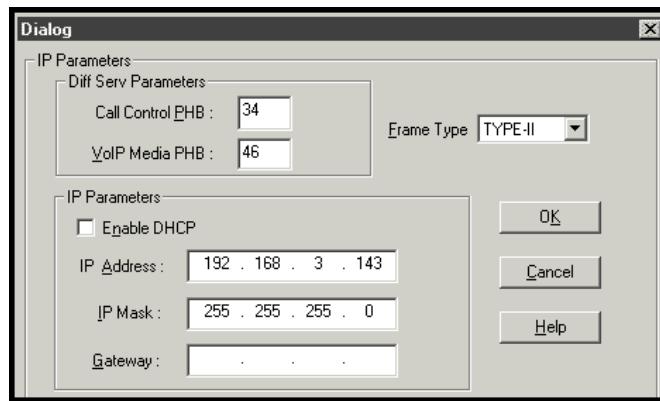 Dialog
IP Parameters
Diff Serv Parameters
Call Control PHB : 34
VoIP Media PHB : 46
Frame Type TYPE-II
IP Parameters
Enable DHCP
IP Address : 192 . 168 . 3 . 143
IP Mask : 255 . 255 . 255 . 0
Gateway : . . .
OK
Cancel
Help